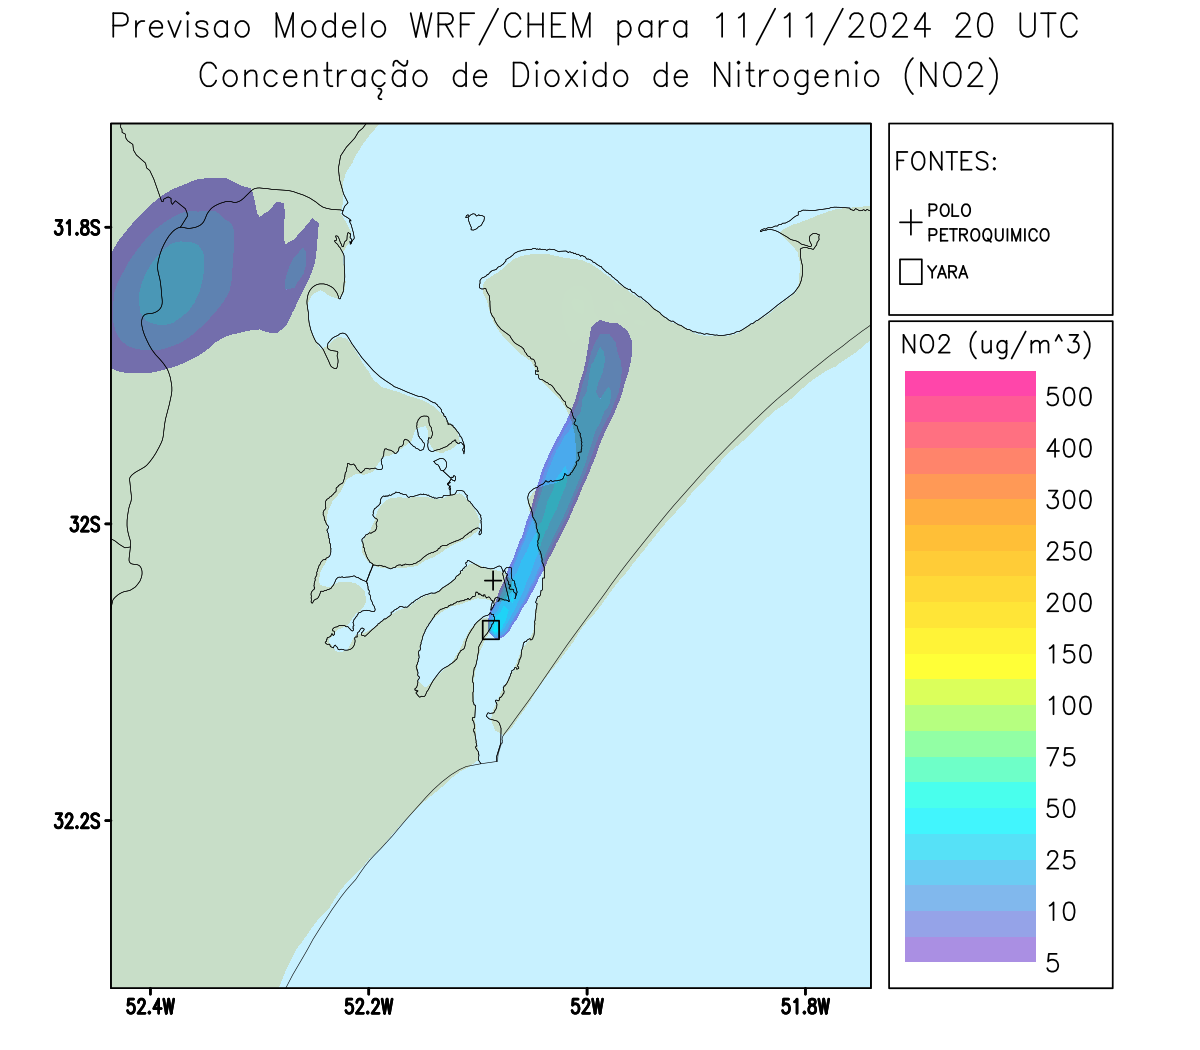 Previsao Modelo WRF/CHEM para 11/11/2024 20 UTC
Concentração de Dioxido de Nitrogenio (NO2)
FONTES:
POLO
PETROQUIMICO
YARA
NO2 (ug/m^3)
500
400
300
250
200
150
100
75
50
25
10
5
31.8S
32S
32.2S
52.4W
52.2W
52W
51.8W